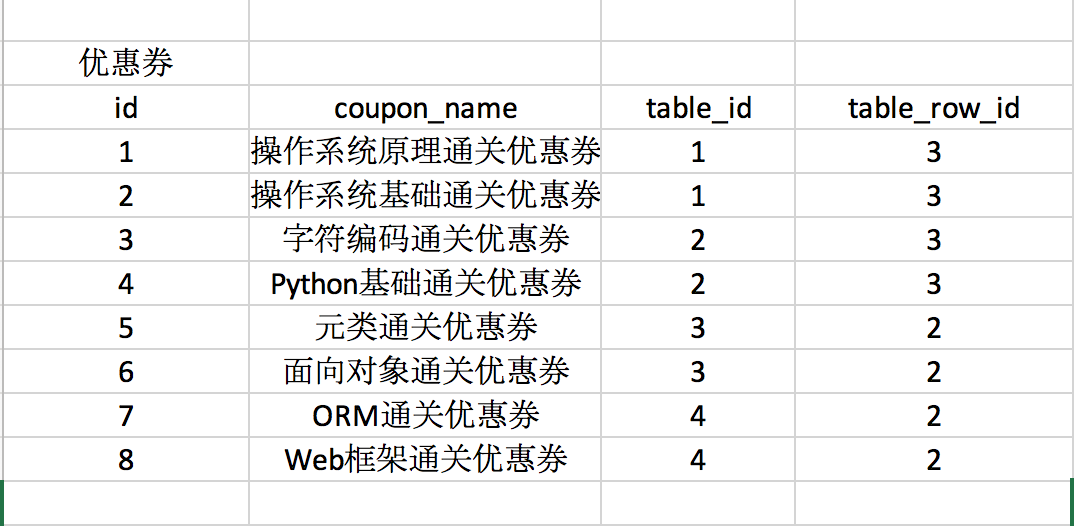 优惠券
id coupon_name table_id table_row_id
1 操作系统原理通关优惠券 1 3
2 操作系统基础通关优惠券 1 3
3 字符编码通关优惠券 2 3
4 Python基础通关优惠券 2 3
5 元类通关优惠券 3 2
6 面向对象通关优惠券 3 2
7 ORM通关优惠券 4 2
8 Web框架通关优惠券 4 2